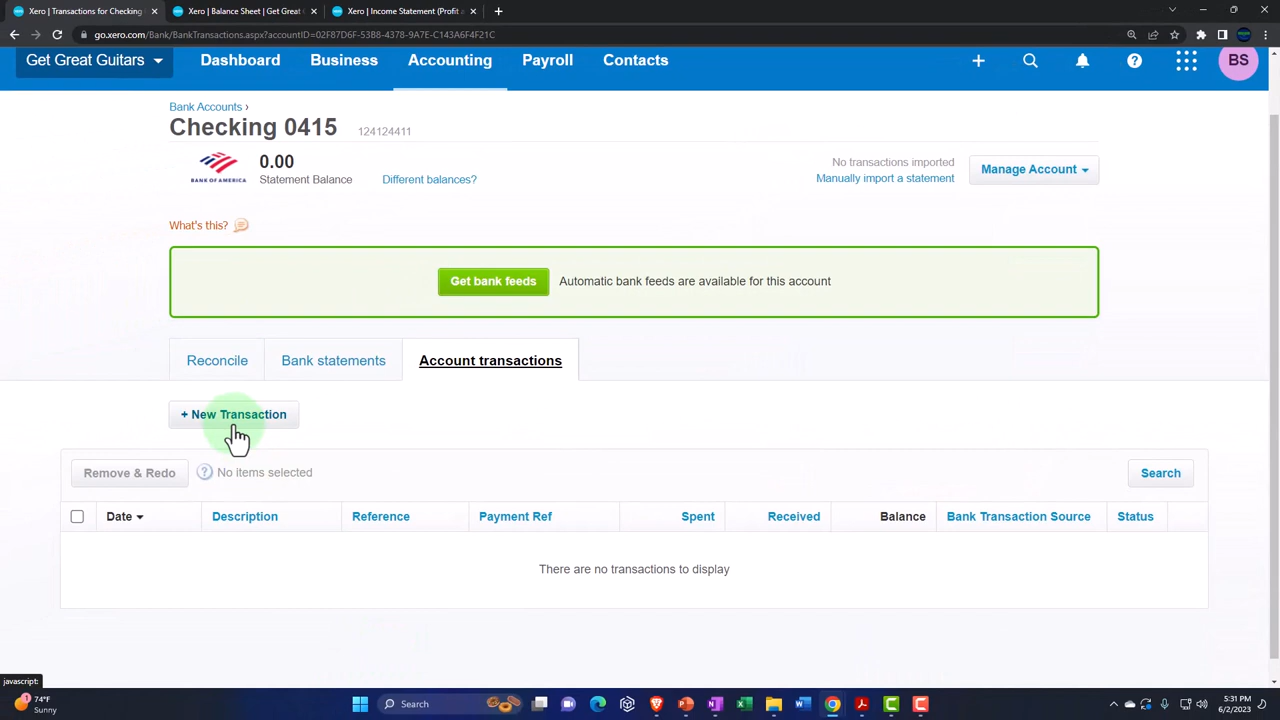 Xero | Transactions for Checking
Xero | Balance Sheet | Get Great
Xero | Income Statement (Profit a
go.xero.com/Bank/BankTransactions.aspx?accountID=02F87D6F-53B8-4378-9A7E-C143A6F4F21C
Get Great Guitars
Dashboard
Business
Accounting
Payroll
Contacts
BS
Bank Accounts ›
Checking 0415
124124411
BANK OF AMERICA
0.00
Statement Balance
Different balances?
No transactions imported
Manually import a statement
Manage Account
What's this?
Get bank feeds
Automatic bank feeds are available for this account
Reconcile
Bank statements
Account transactions
+ New Transaction
Remove & Redo
? No items selected
Search
Date
Description
Reference
Payment Ref
Spent
Received
Balance
Bank Transaction Source
Status
There are no transactions to display
javascript:
74°F
Sunny
Search
5:31 PM
6/2/2023